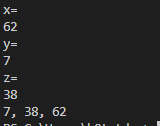 x=
62
y=
7
z=
38
7, 38, 62